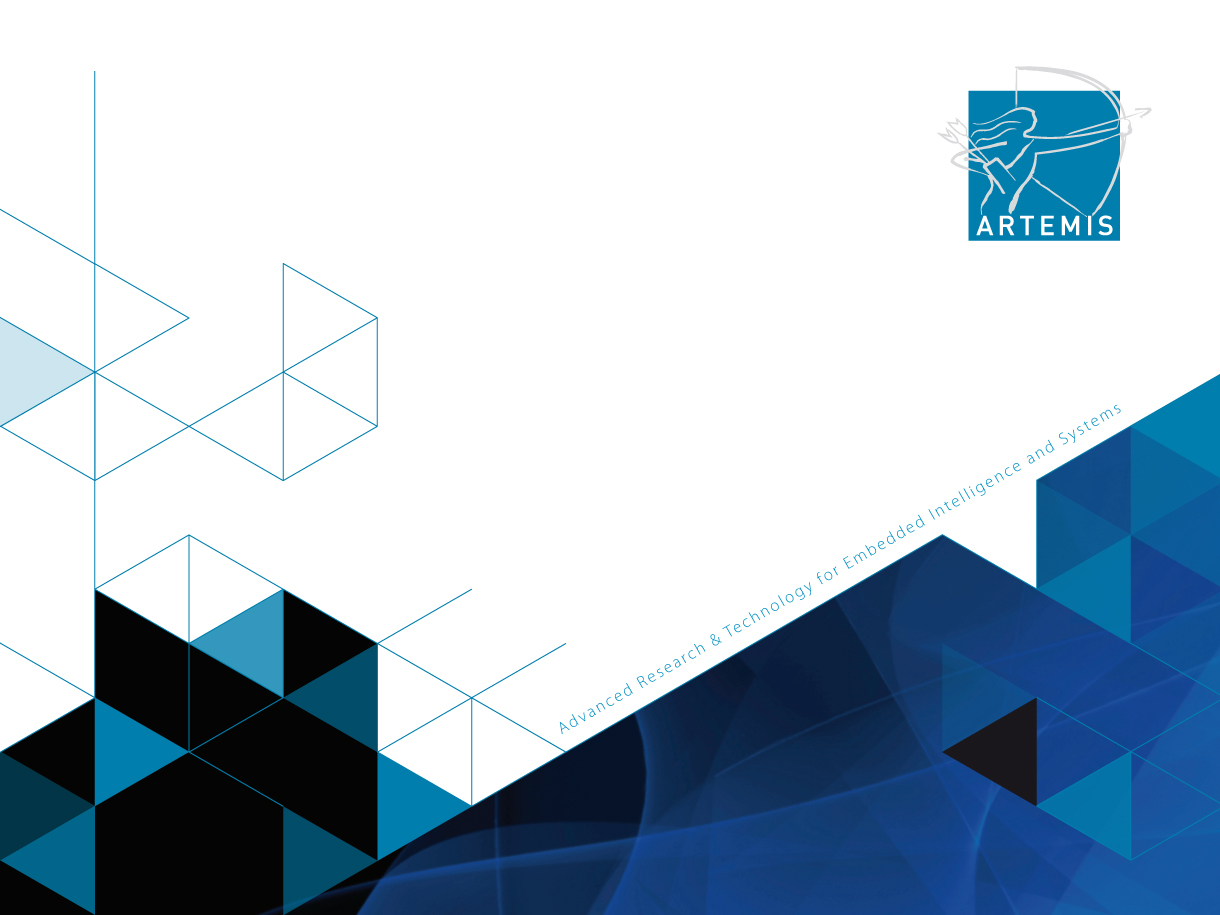 ARTEMIS
Advanced Research & Technology for Embedded Intelligence and Systems